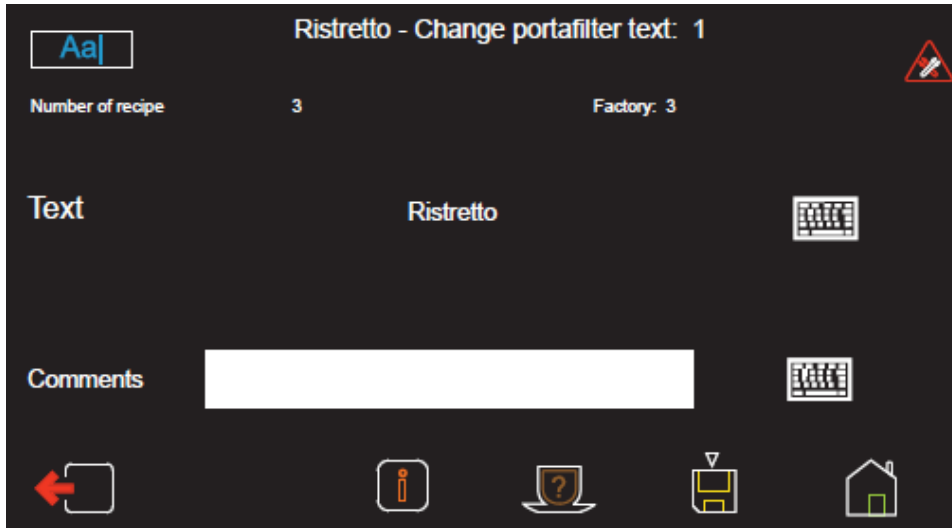 Ristretto - Change portafilter text: 1
Aa
Number of recipe 3 Factory: 3
Text Ristretto
Comments
i
?